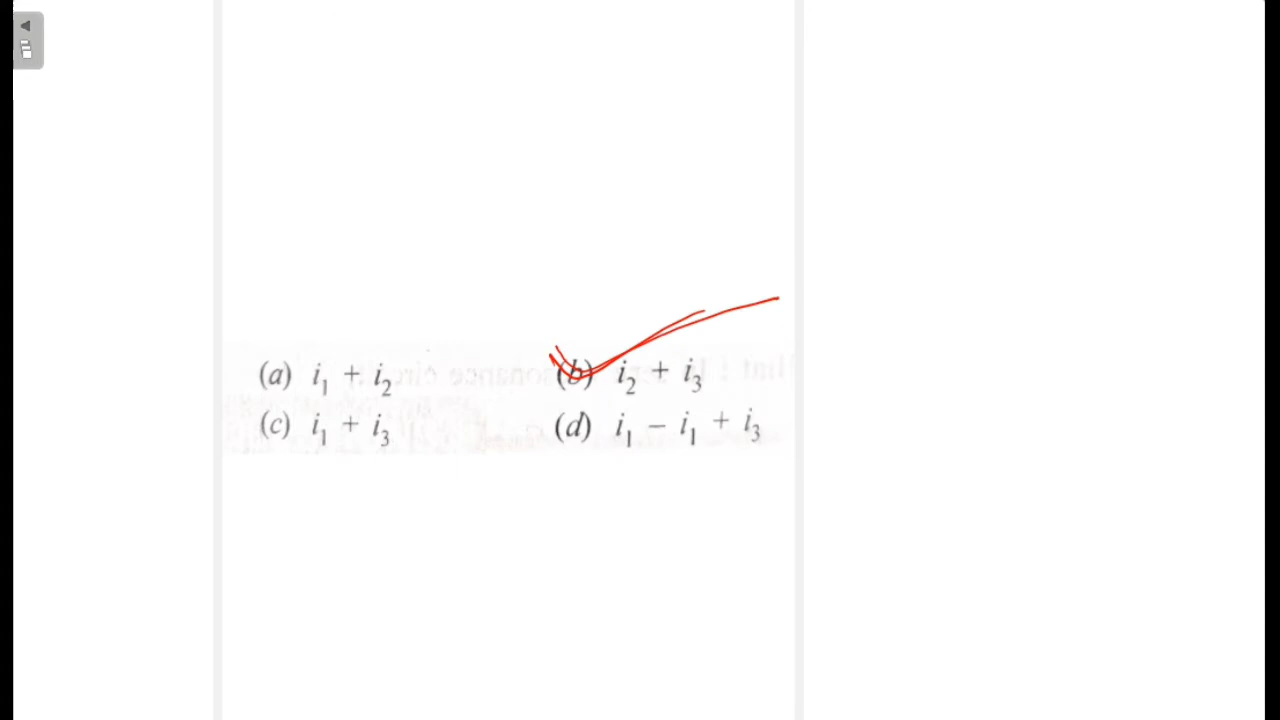 (a) i₁ + i₂ (b) i₂ + i₃
(c) i₁ + i₃ (d) i₁ − i₁ + i₃